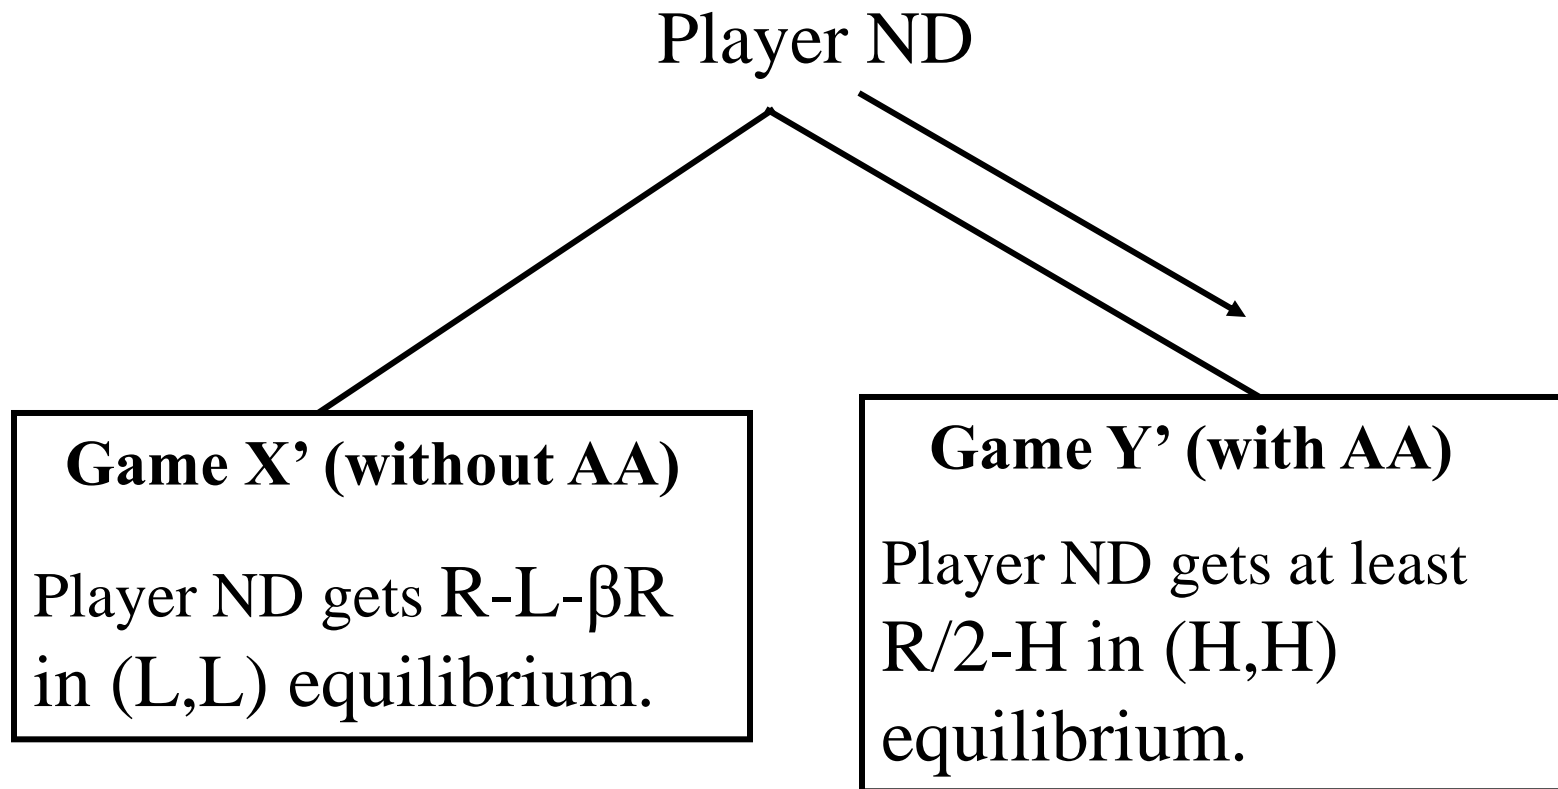 Player ND
Game X’ (without AA)
Player ND gets R-L-βR
in (L,L) equilibrium.
Game Y’ (with AA)
Player ND gets at least
R/2-H in (H,H)
equilibrium.